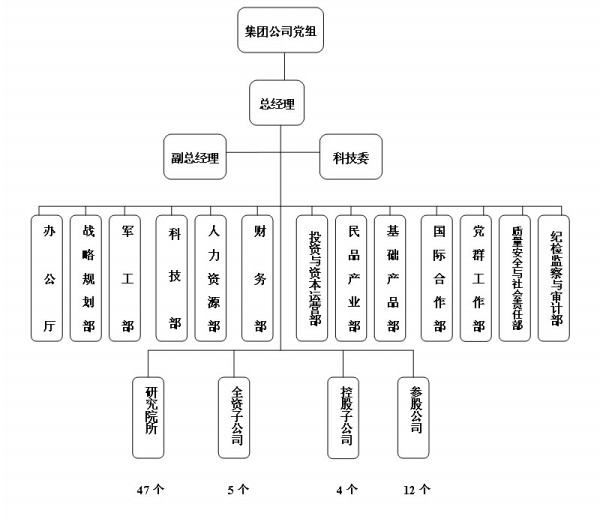 集团公司党组
总经理
副总经理
科技委
办公厅
战略规划部
军工部
科技部
人力资源部
财务部
投资与资本运营部
民品产业部
基础产品部
国际合作部
党群工作部
质量安全与社会责任部
纪检监察与审计部
研究院所
全资子公司
控股子公司
参股公司
47个
5个
4个
12个